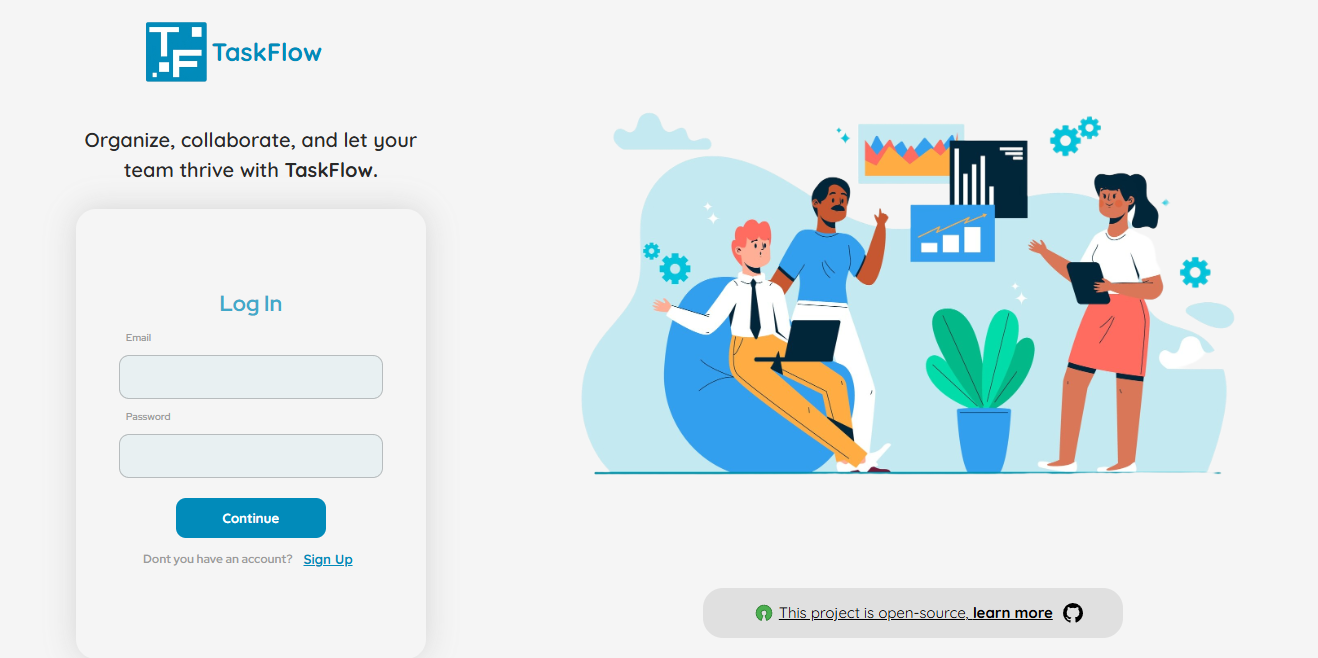 TF
TaskFlow
Organize, collaborate, and let your
team thrive with TaskFlow.
Log In
Email
Password
Continue
Dont you have an account? Sign Up
This project is open-source, learn more